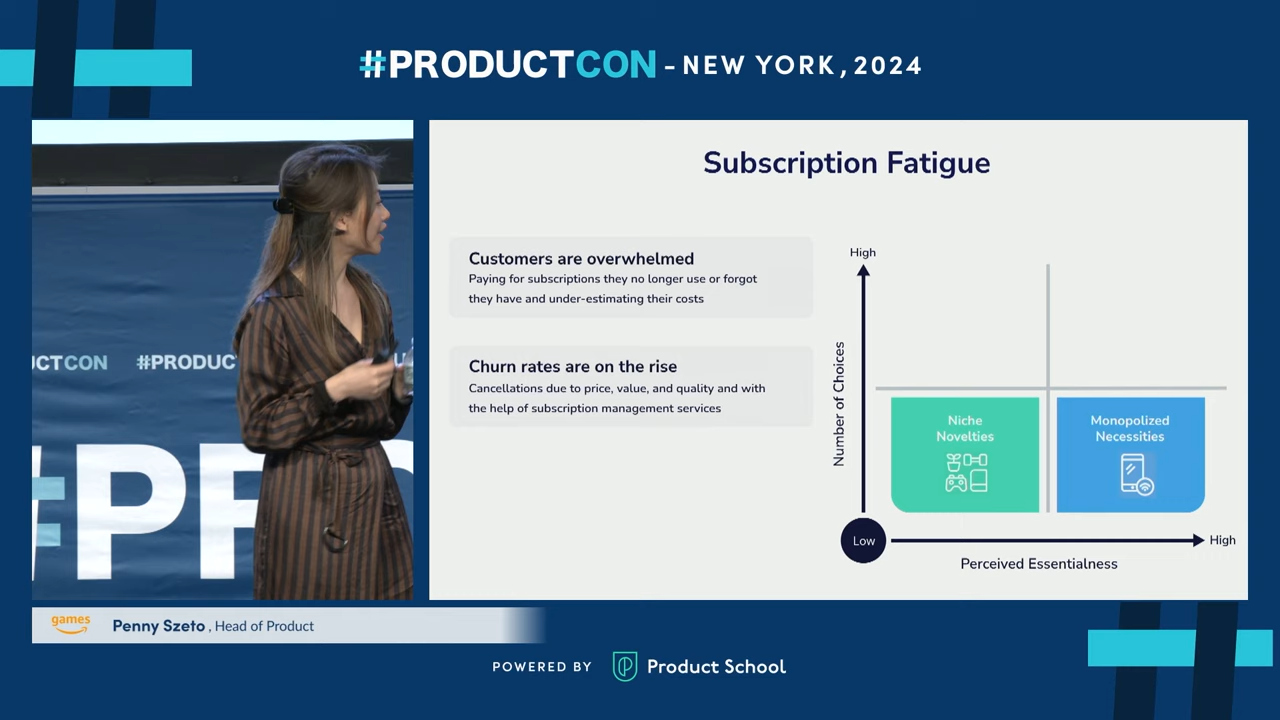 #PRODUCTCON - NEW YORK, 2024
Subscription Fatigue
Customers are overwhelmed
Paying for subscriptions they no longer use or forgot
they have and under-estimating their costs
Churn rates are on the rise
Cancellations due to price, value, and quality and with
the help of subscription management services
High
Number of Choices
Niche
Novelties
Monopolized
Necessities
Low
High
Perceived Essentialness
UCTCON #PRODUC
#PR
games
Penny Szeto, Head of Product
POWERED BY Product School